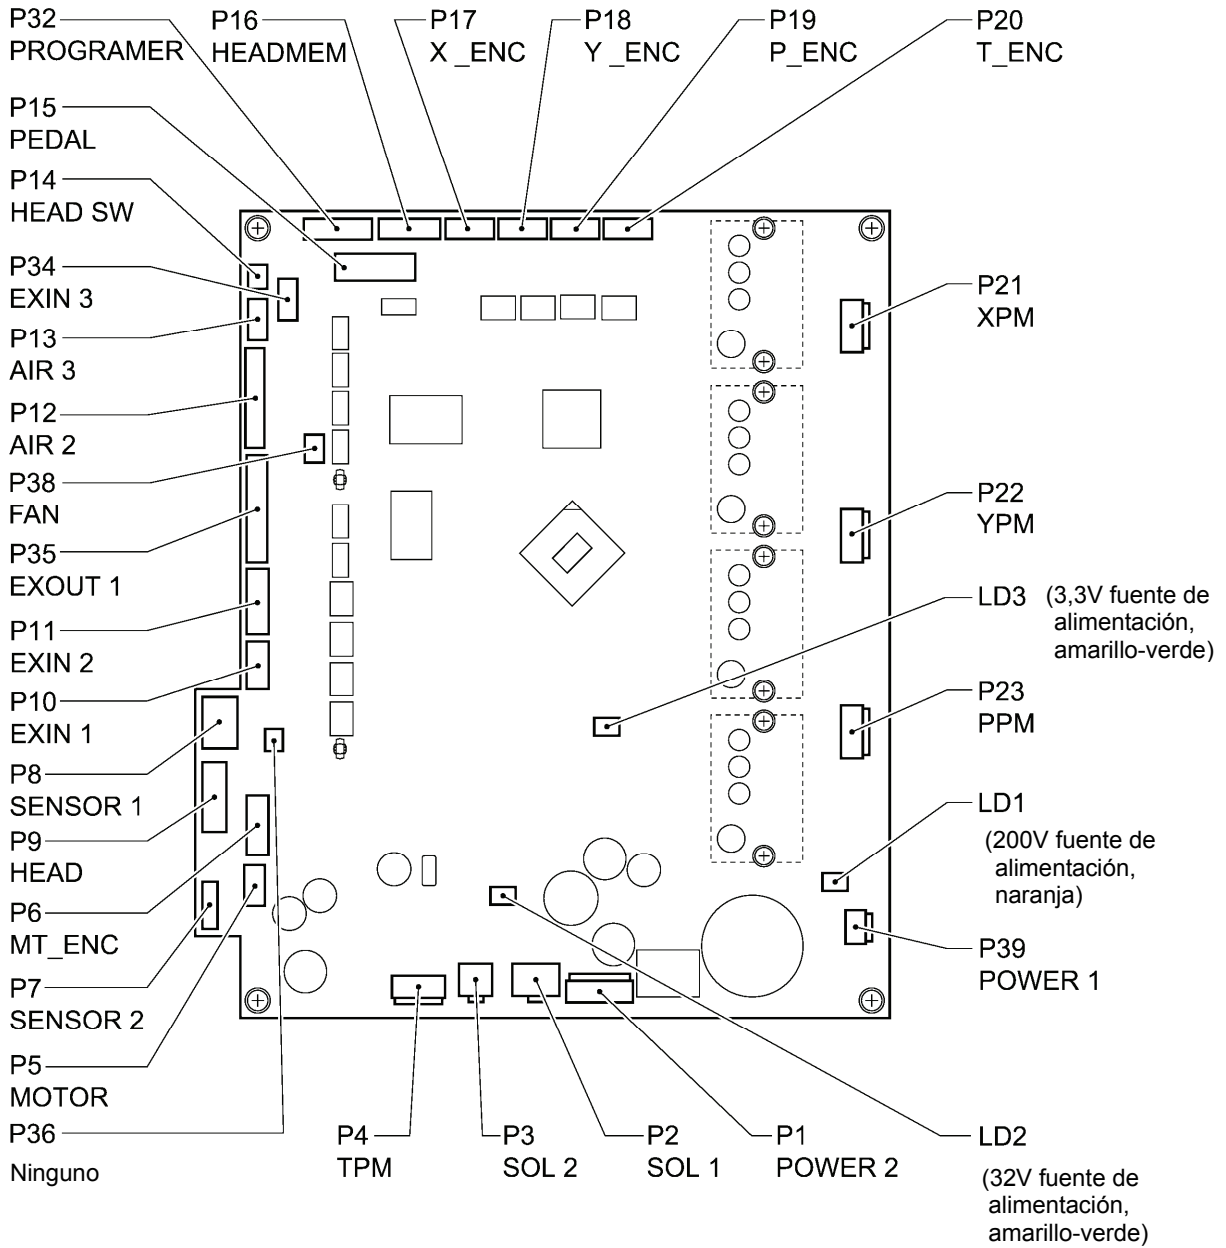 P32
PROGRAMER
P16
HEADMEM
P17
X _ENC
P18
Y _ENC
P19
P_ENC
P20
T_ENC
P15
PEDAL
P14
HEAD SW
P34
EXIN 3
P13
AIR 3
P12
AIR 2
P38
FAN
P35
EXOUT 1
P11
EXIN 2
P10
EXIN 1
P8
SENSOR 1
P9
HEAD
P6
MT_ENC
P7
SENSOR 2
P5
MOTOR
P36
Ninguno
P4
TPM
P3
SOL 2
P2
SOL 1
P1
POWER 2
P21
XPM
P22
YPM
LD3 (3,3V fuente de
alimentación,
amarillo-verde)
P23
PPM
LD1
(200V fuente de
alimentación,
naranja)
P39
POWER 1
LD2
(32V fuente de
alimentación,
amarillo-verde)